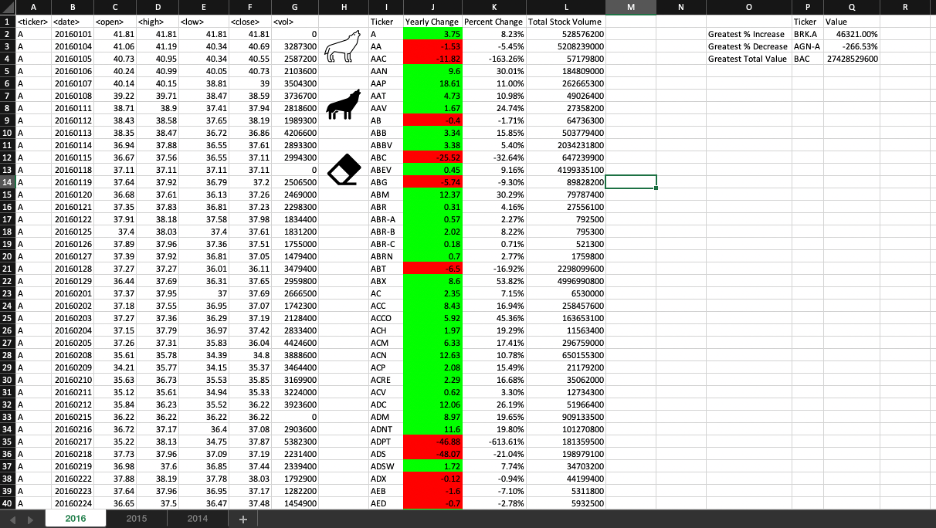 A B C D E F G H I J K L M N O P Q R
1 <ticker> <date> <open> <high> <low> <close> <vol> Ticker Yearly Change Percent Change Total Stock Volume Ticker Value
2 A 20160101 41.81 41.81 41.81 41.81 0 A 3.75 8.23% 528576200 Greatest % Increase BRK.A 46321.00%
3 A 20160104 41.06 41.19 40.34 40.69 3287300 AA -1.53 -5.45% 5208239000 Greatest % Decrease AGN-A -266.53%
4 A 20160105 40.73 40.95 40.34 40.55 2587200 AAC -11.82 -163.26% 57179800 Greatest Total Value BAC 27428529600
5 A 20160106 40.24 40.99 40.05 40.73 2103600 AAN 9.6 30.01% 184809000
6 A 20160107 40.14 40.15 38.81 39 3504300 AAP 18.61 11.00% 262665300
7 A 20160108 39.22 39.71 38.47 38.59 3736700 AAT 4.73 10.98% 49026400
8 A 20160111 38.71 38.9 37.41 37.94 2818600 AAV 1.67 24.74% 27358200
9 A 20160112 38.43 38.58 37.65 38.19 1989300 AB -0.4 -1.71% 64736300
10 A 20160113 38.35 38.47 36.72 36.86 4206600 ABB 3.34 15.85% 503779400
11 A 20160114 36.94 37.88 36.55 37.61 2893300 ABBV 3.38 5.40% 2034231800
12 A 20160115 36.67 37.56 36.55 37.11 2994300 ABC -25.52 -32.64% 647239900
13 A 20160118 37.11 37.11 37.11 37.11 0 ABEV 0.45 9.16% 4199335100
14 A 20160119 37.64 37.92 36.79 37.2 2506500 ABG -5.74 -9.30% 89828200
15 A 20160120 36.68 37.61 36.13 37.26 2469000 ABM 12.37 30.29% 79787400
16 A 20160121 37.35 37.83 36.81 37.23 2298300 ABR 0.31 4.16% 27556100
17 A 20160122 37.91 38.18 37.58 37.98 1834400 ABR-A 0.57 2.27% 792500
18 A 20160125 37.4 38.03 37.4 37.61 1831200 ABR-B 2.02 8.22% 795300
19 A 20160126 37.89 37.96 37.36 37.51 1755000 ABR-C 0.18 0.71% 521300
20 A 20160127 37.39 37.92 36.81 37.05 1479400 ABRN 0.7 2.77% 1759800
21 A 20160128 37.27 37.27 36.01 36.11 3479400 ABT -6.5 -16.92% 2298099600
22 A 20160129 36.44 37.69 36.31 37.65 2959800 ABX 8.6 53.82% 4996990800
23 A 20160201 37.37 37.95 37 37.69 2666500 AC 2.35 7.15% 6530000
24 A 20160202 37.18 37.55 36.95 37.07 1742300 ACC 8.43 16.94% 258457600
25 A 20160203 37.27 37.36 36.29 37.19 2128400 ACCO 5.92 45.36% 163653100
26 A 20160204 37.15 37.79 36.97 37.42 2833400 ACH 1.97 19.29% 11563400
27 A 20160205 37.26 37.31 35.83 36.04 4424600 ACM 6.33 17.41% 296759000
28 A 20160208 35.61 35.78 34.39 34.8 3888600 ACN 12.63 10.78% 650155300
29 A 20160209 34.21 35.77 34.15 35.37 3464400 ACP 2.08 15.49% 21179200
30 A 20160210 35.63 36.73 35.53 35.85 3169900 ACRE 2.29 16.68% 35062000
31 A 20160211 35.12 35.61 34.94 35.33 3224000 ACV 0.62 3.30% 12734300
32 A 20160212 35.84 36.23 35.52 36.22 3923600 ADC 12.06 26.19% 51966400
33 A 20160215 36.22 36.22 36.22 36.22 0 ADM 8.97 19.65% 909133500
34 A 20160216 36.72 37.17 36.4 37.08 2903600 ADNT 11.6 19.80% 101270800
35 A 20160217 35.22 38.13 34.75 37.87 5382300 ADPT -46.88 -613.61% 181359500
36 A 20160218 37.73 37.96 37.09 37.19 2231400 ADS -48.07 -21.04% 198979100
37 A 20160219 36.98 37.6 36.85 37.44 2339400 ADSW 1.72 7.74% 34703200
38 A 20160222 37.88 38.19 37.78 38.03 1792900 ADX -0.12 -0.94% 44199400
39 A 20160223 37.64 37.96 36.95 37.17 1282200 AEB -1.6 -7.10% 5311800
40 A 20160224 36.65 37.5 36.47 37.48 1454900 AED -0.7 -2.78% 5932500
2016 2015 2014 +